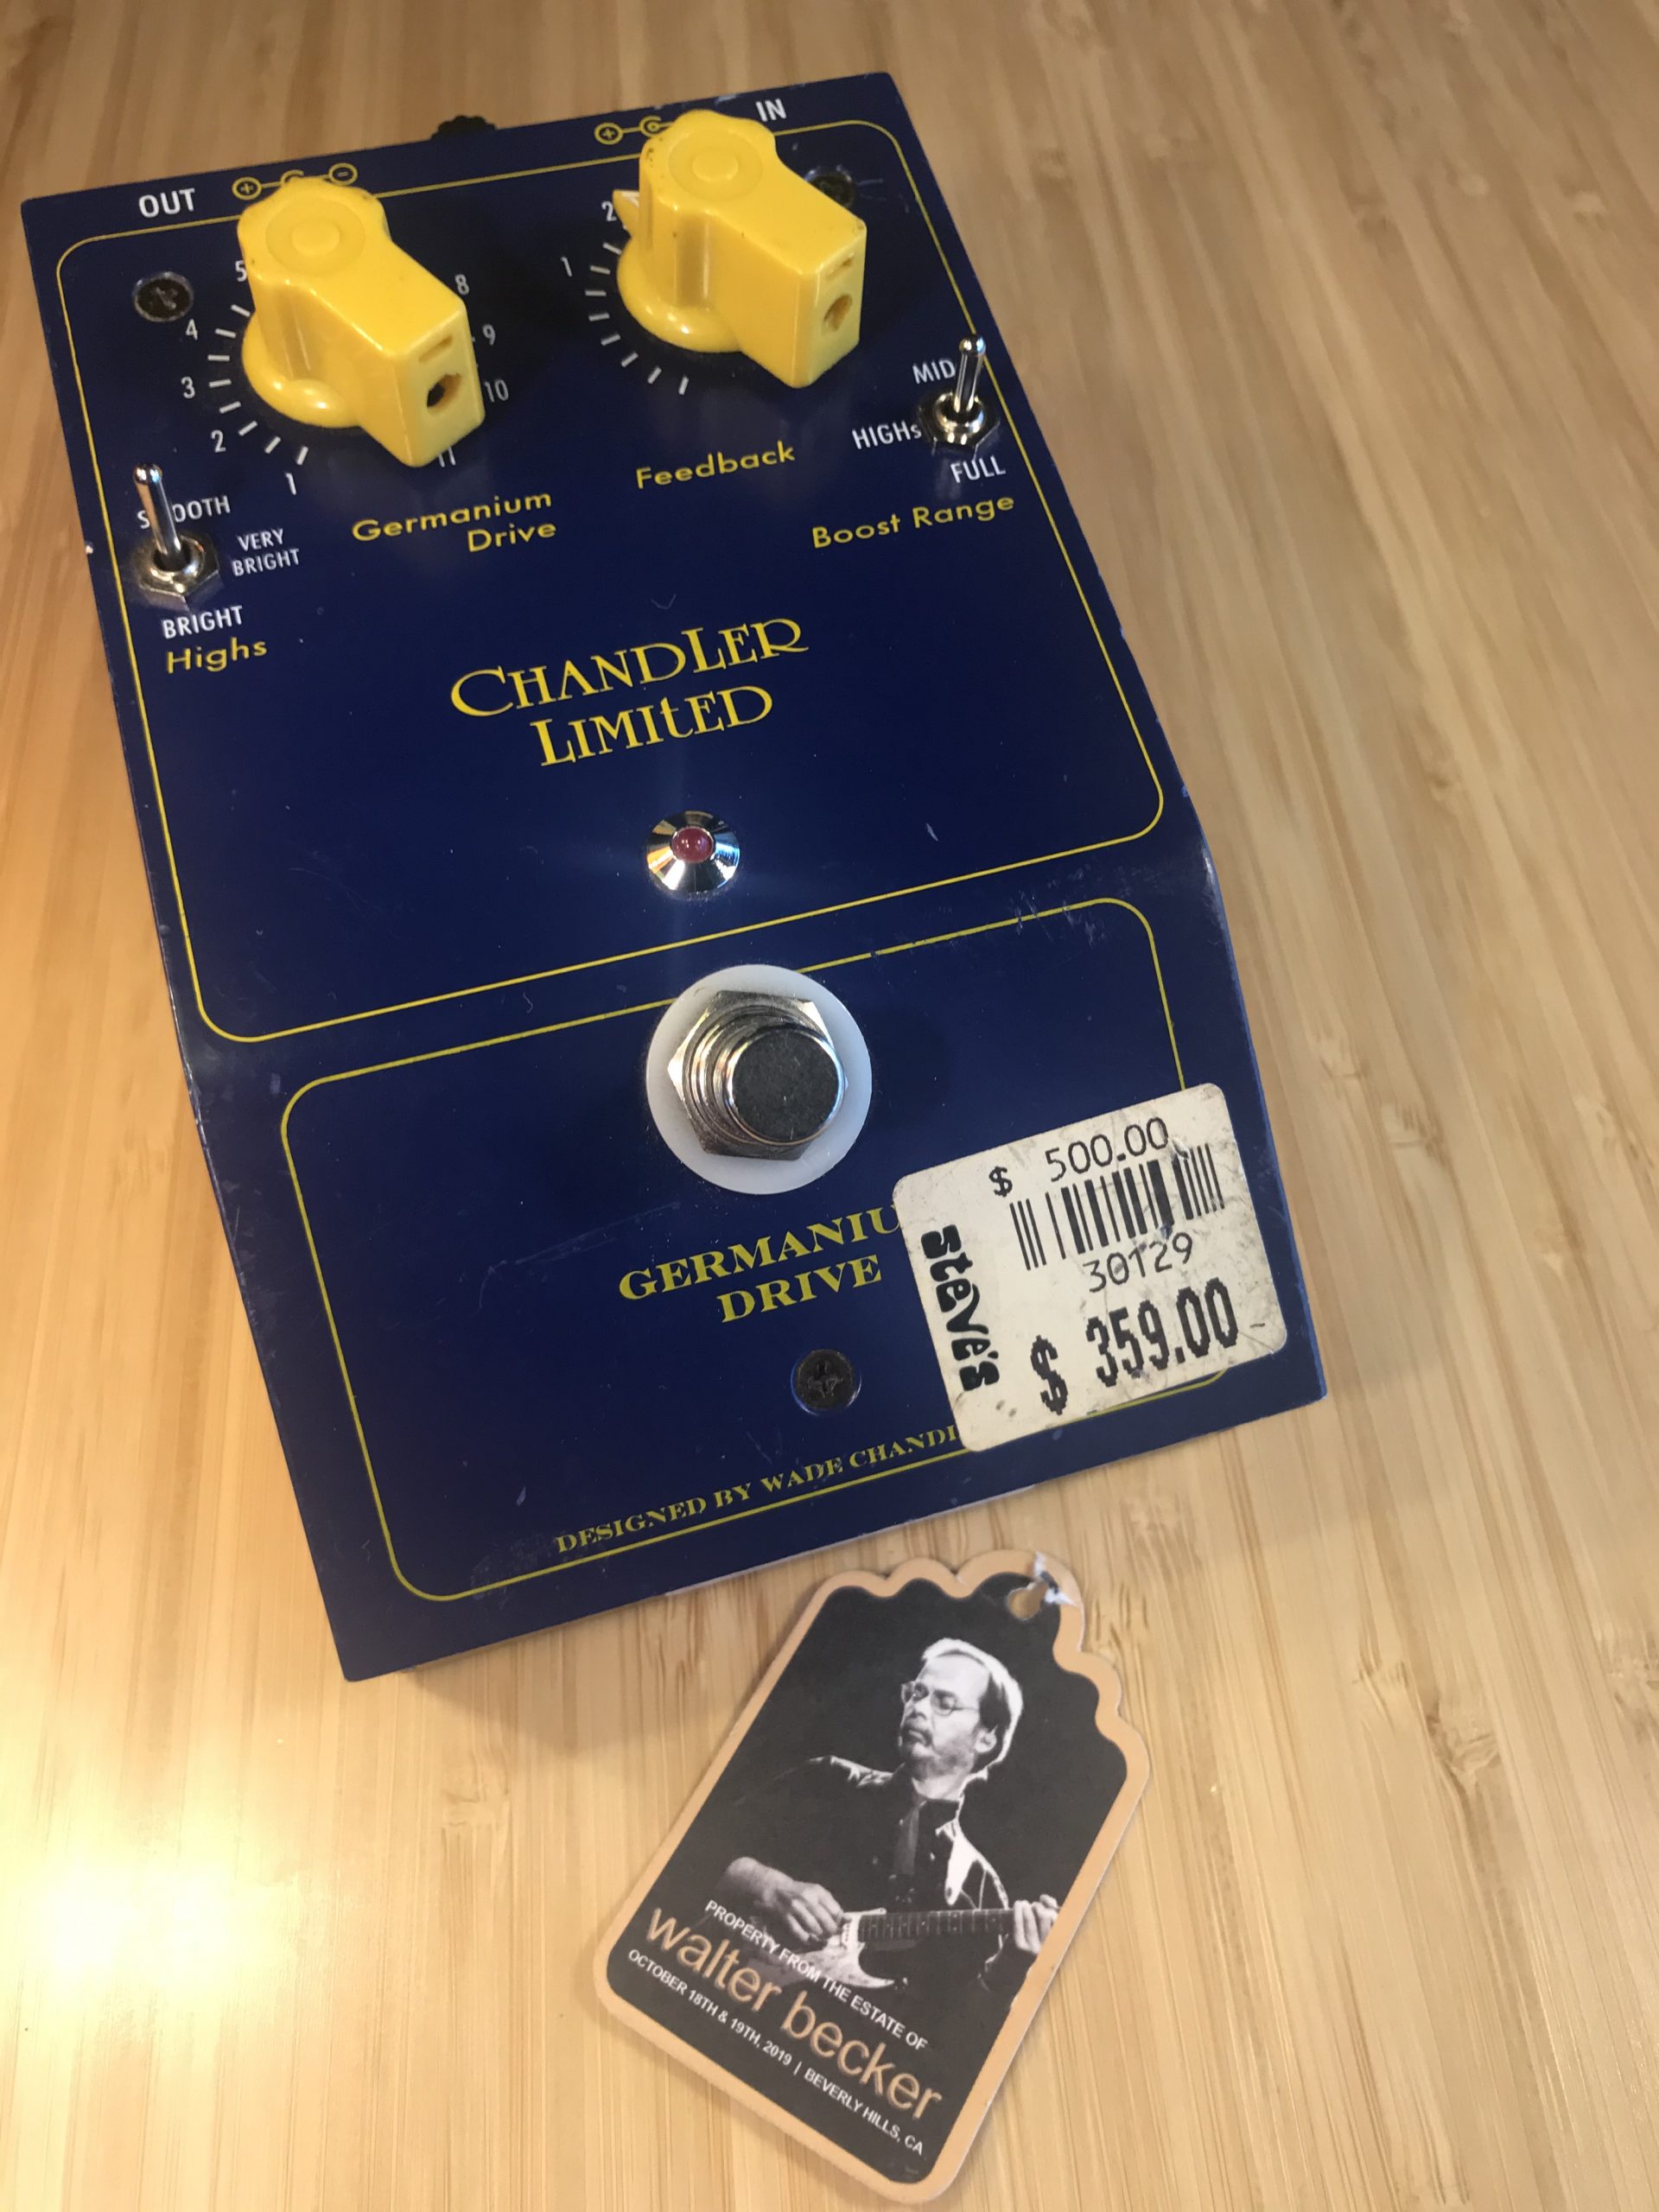 IN
OUT
2
1
5
4
3
2
1
8
9
10
11
MID
HIGHs
FULL
Boost Range
Feedback
Germanium
Drive
VERY
BRIGHT
BRIGHT
Highs
CHANDLER
LIMItED
GERMANIU
DRIVE
DESIGNED BY WADE CHANDL
$ 500.00
30129
steve's
$ 359.00
PROPERTY FROM THE ESTATE OF
walter becker
OCTOBER 18TH & 19TH, 2019 | BEVERLY HILLS, CA